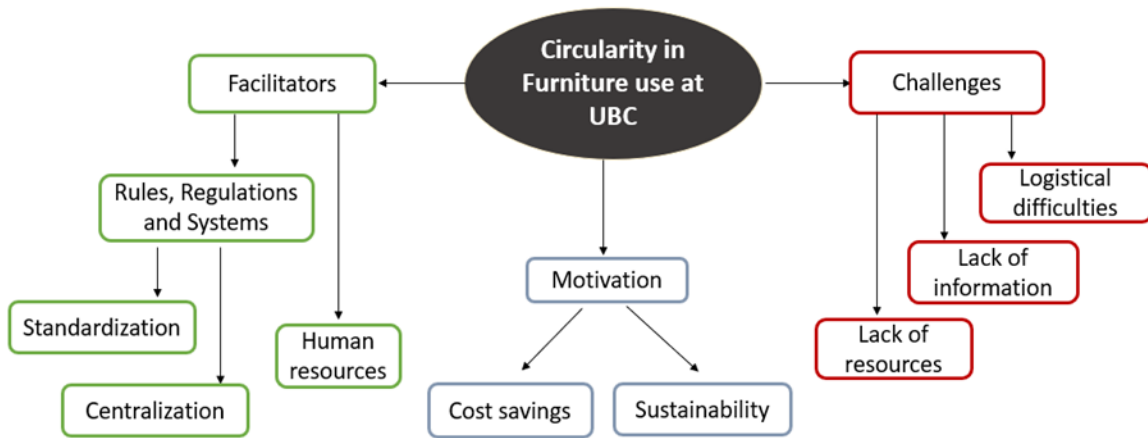 Circularity in
Furniture use at
UBC
Facilitators
Rules, Regulations
and Systems
Standardization
Centralization
Human
resources
Motivation
Cost savings
Sustainability
Challenges
Logistical
difficulties
Lack of
information
Lack of
resources